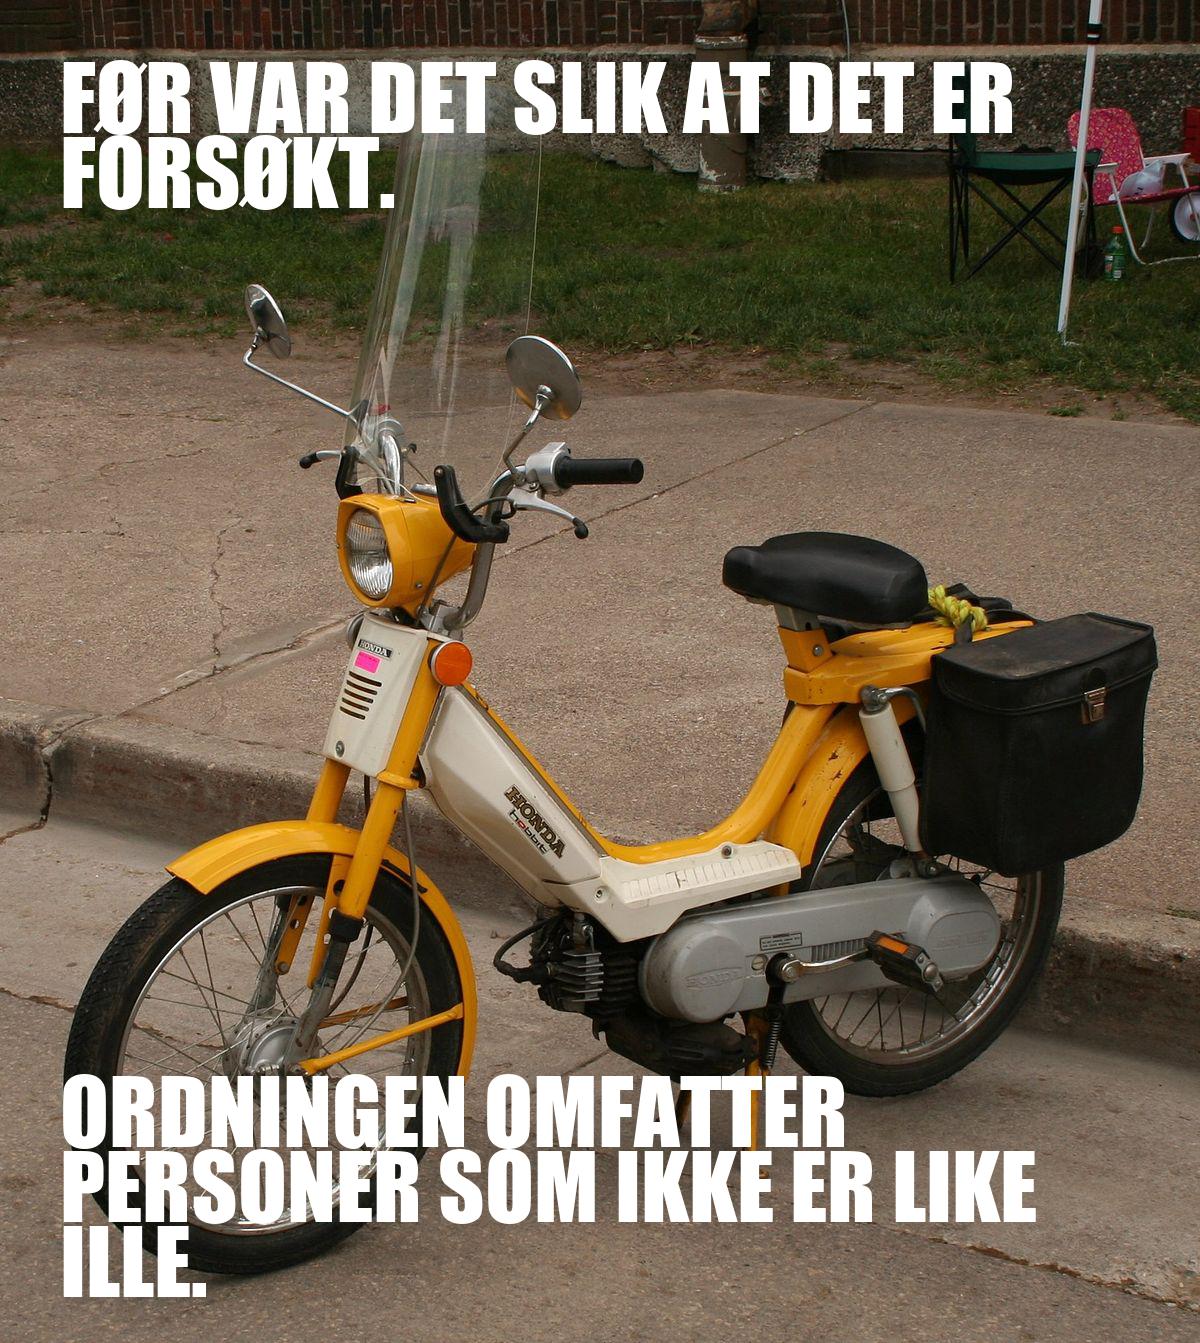 FØR VAR DET SLIK AT DET ER
FORSØKT.
HONDA
HONDA
hobbit
ORDNINGEN OMFATTER
PERSONER SOM IKKE ER LIKE
ILLE.